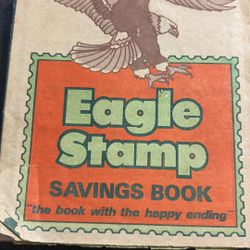 Eagle
Stamp
SAVINGS BOOK
"the book with the happy ending"